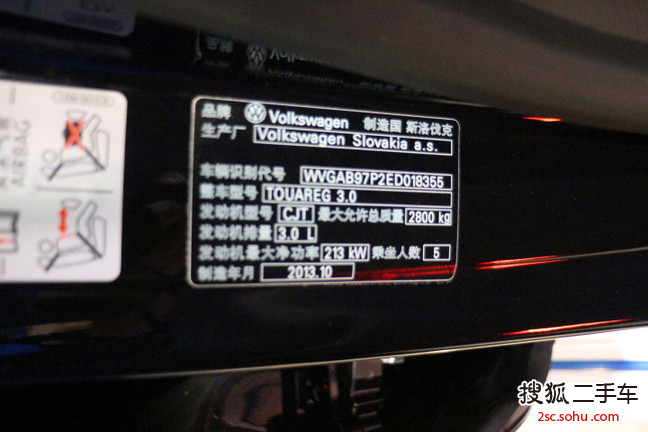 品牌 Volkswagen 制造国 斯洛伐克
生产厂 Volkswagen Slovakia a.s.
车辆识别代号 WVGAB97P2ED018355
整车型号 TOUAREG 3.0
发动机型号 CJT 最大允许总质量 2800 kg
发动机排量 3.0 L
发动机最大净功率 213 kW 乘坐人数 5
制造年月 2013.10
AIRBAG
搜狐二手车
2sc.sohu.com